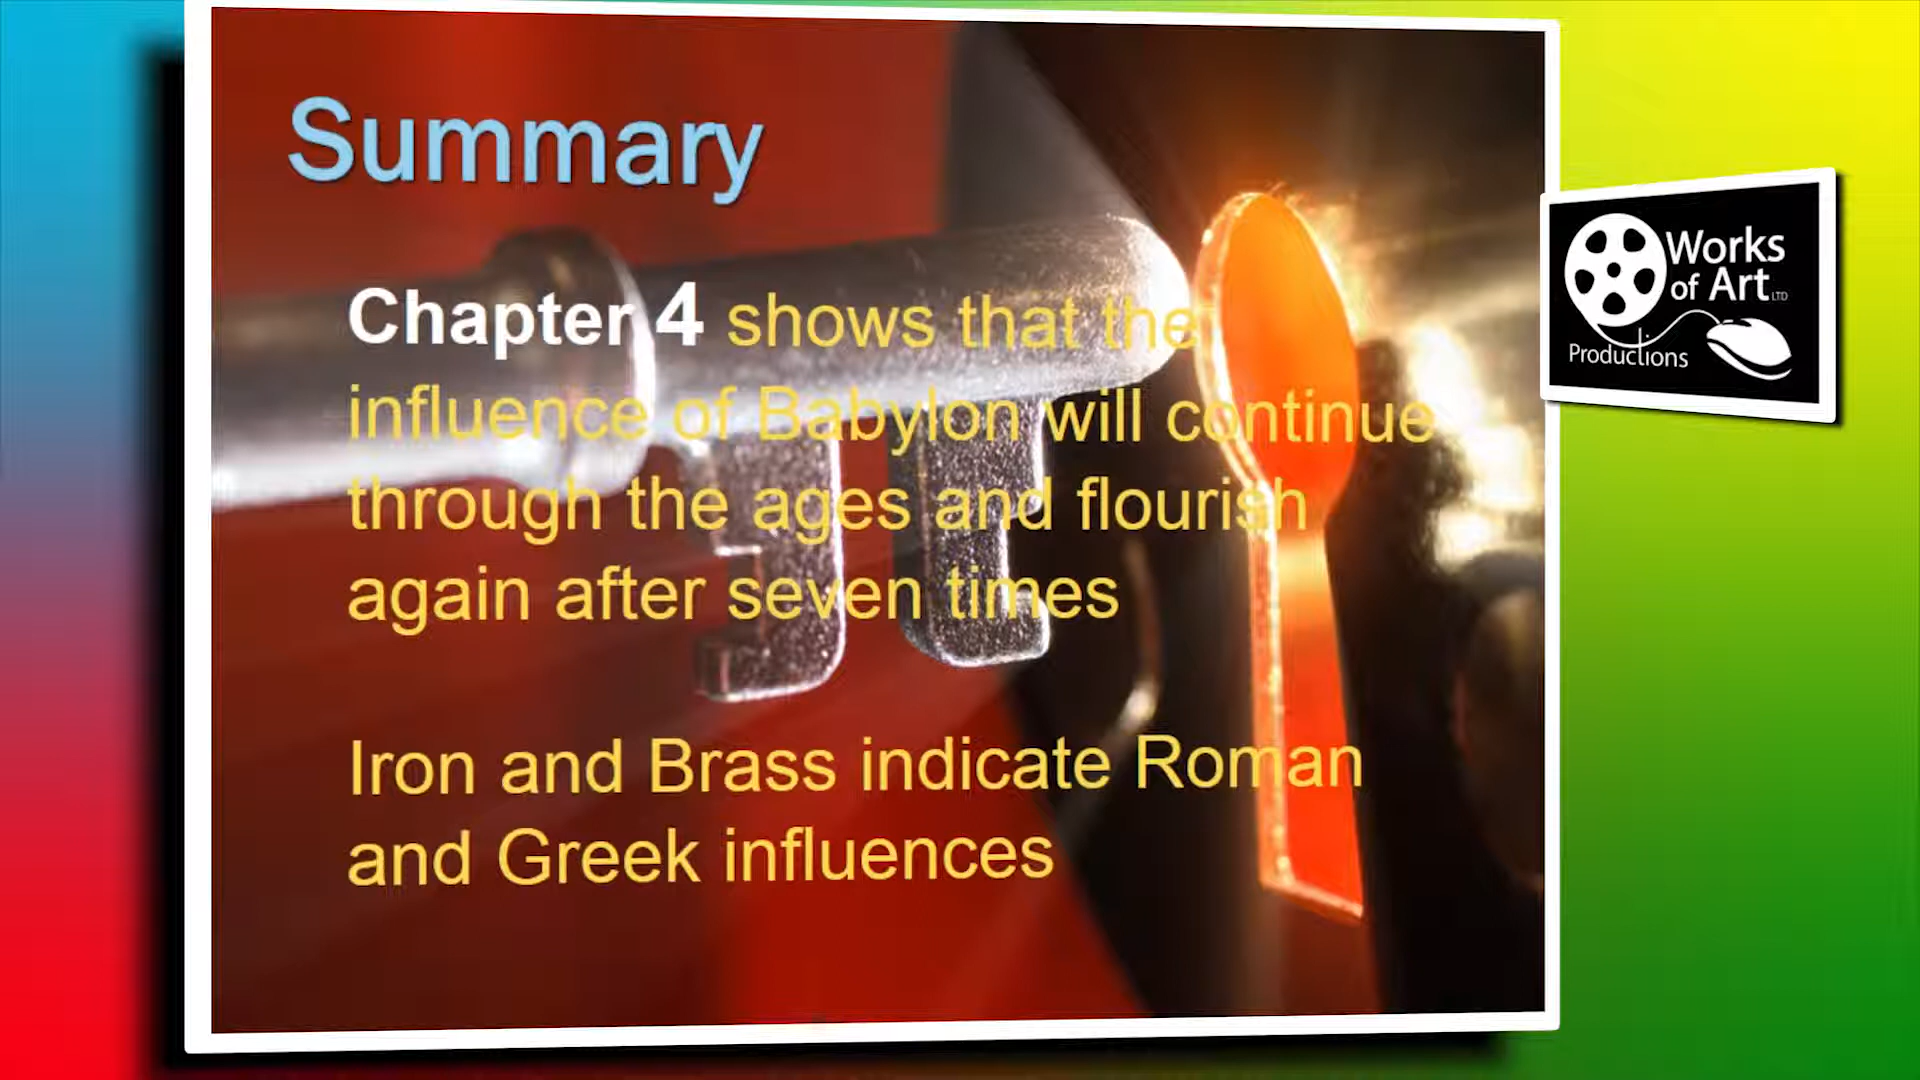 Summary
Chapter 4 shows that the
influence of Babylon will continue
through the ages and flourish
again after seven times
Iron and Brass indicate Roman
and Greek influences
Works
of Art LTD
Productions